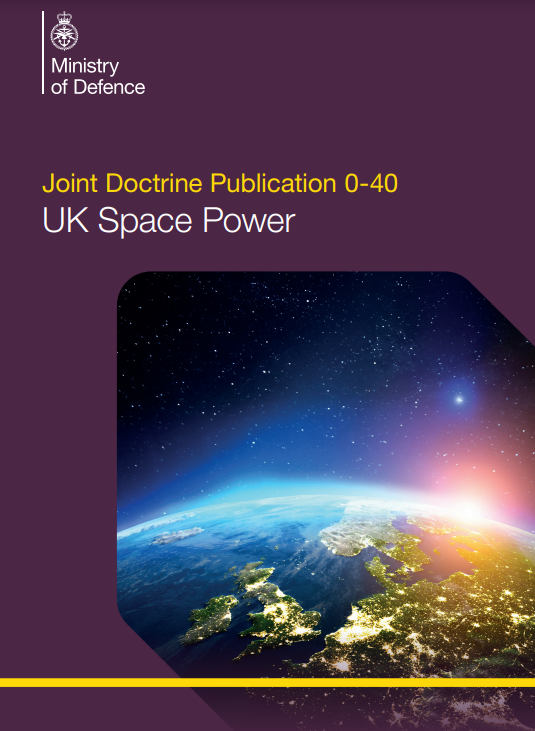 Ministry
of Defence
Joint Doctrine Publication 0-40
UK Space Power